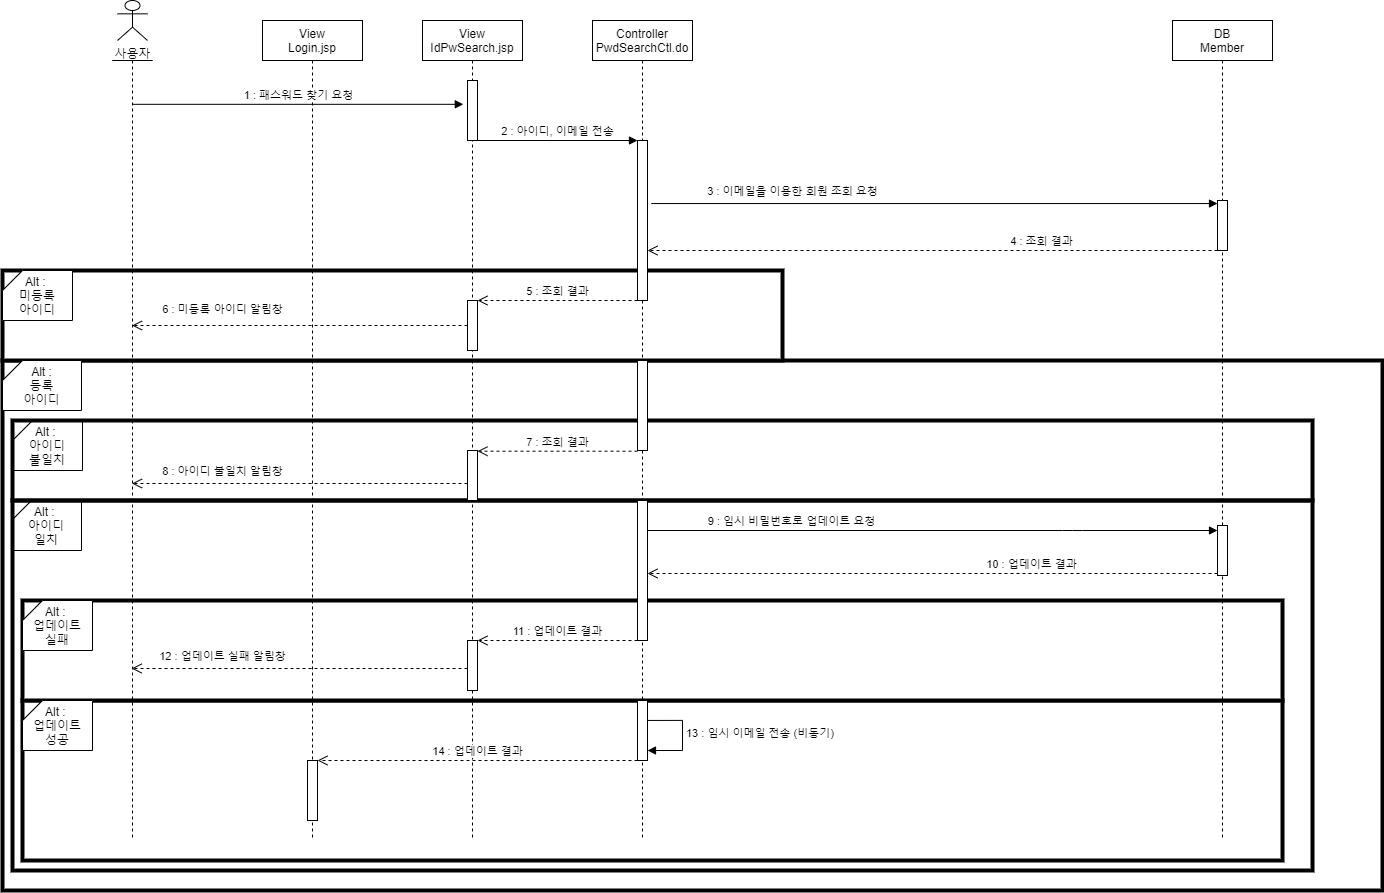 사용자
View
Login.jsp
View
IdPwSearch.jsp
Controller
PwdSearchCtl.do
DB
Member
1 : 패스워드 찾기 요청
2 : 아이디, 이메일 전송
3 : 이메일을 이용한 회원 조회 요청
4 : 조회 결과
Alt :
미등록
아이디
5 : 조회 결과
6 : 미등록 아이디 알림창
Alt :
등록
아이디
Alt :
아이디
불일치
7 : 조회 결과
8 : 아이디 불일치 알림창
Alt :
아이디
일치
9 : 임시 비밀번호로 업데이트 요청
10 : 업데이트 결과
Alt :
업데이트
실패
11 : 업데이트 결과
12 : 업데이트 실패 알림창
Alt :
업데이트
성공
13 : 임시 이메일 전송 (비동기)
14 : 업데이트 결과